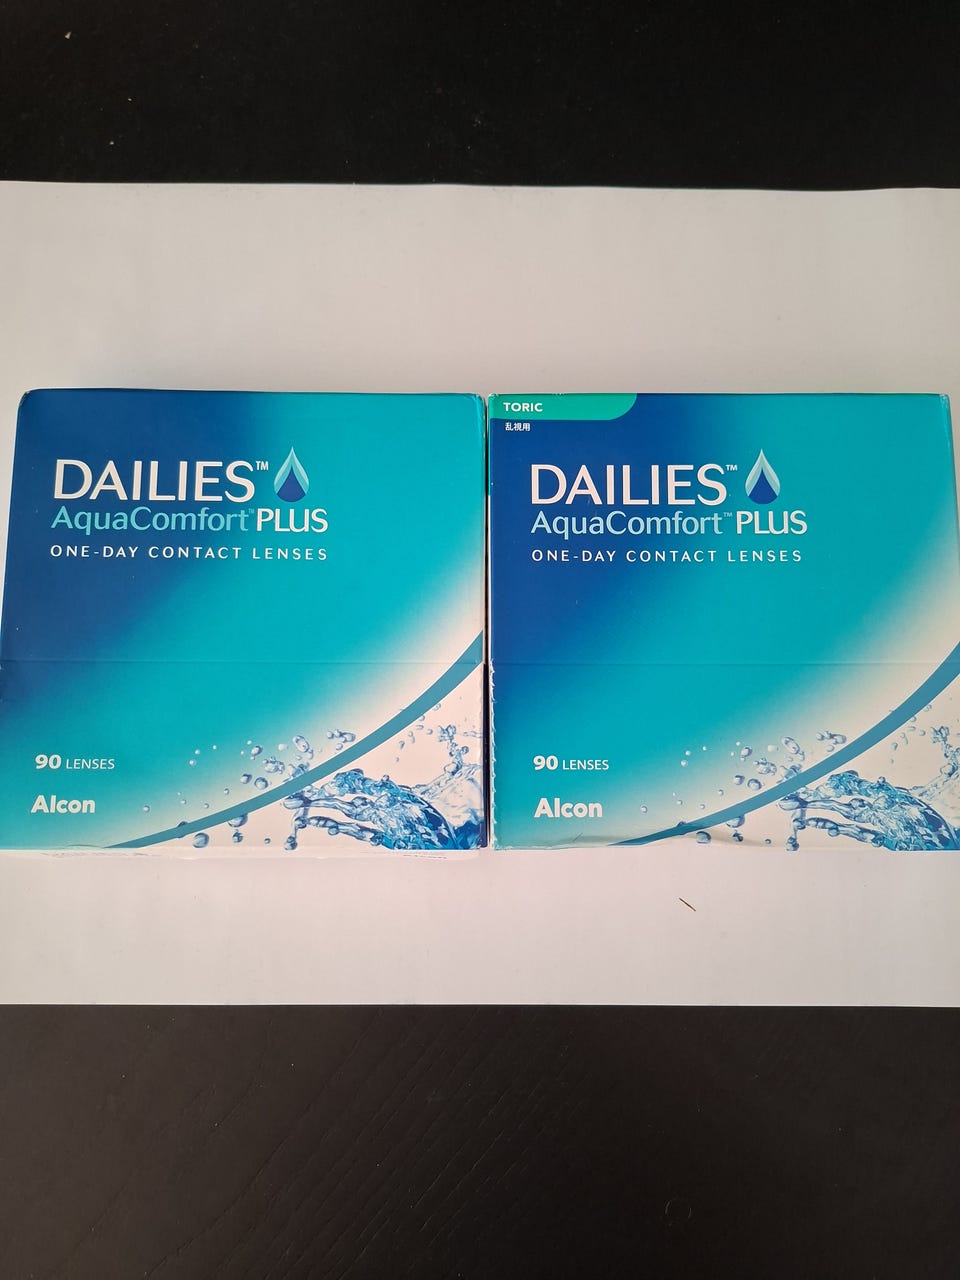 DAILIES™
AquaComfort™ PLUS
ONE-DAY CONTACT LENSES
90 LENSES
Alcon
TORIC
乱視用
DAILIES™
AquaComfort™ PLUS
ONE-DAY CONTACT LENSES
90 LENSES
Alcon